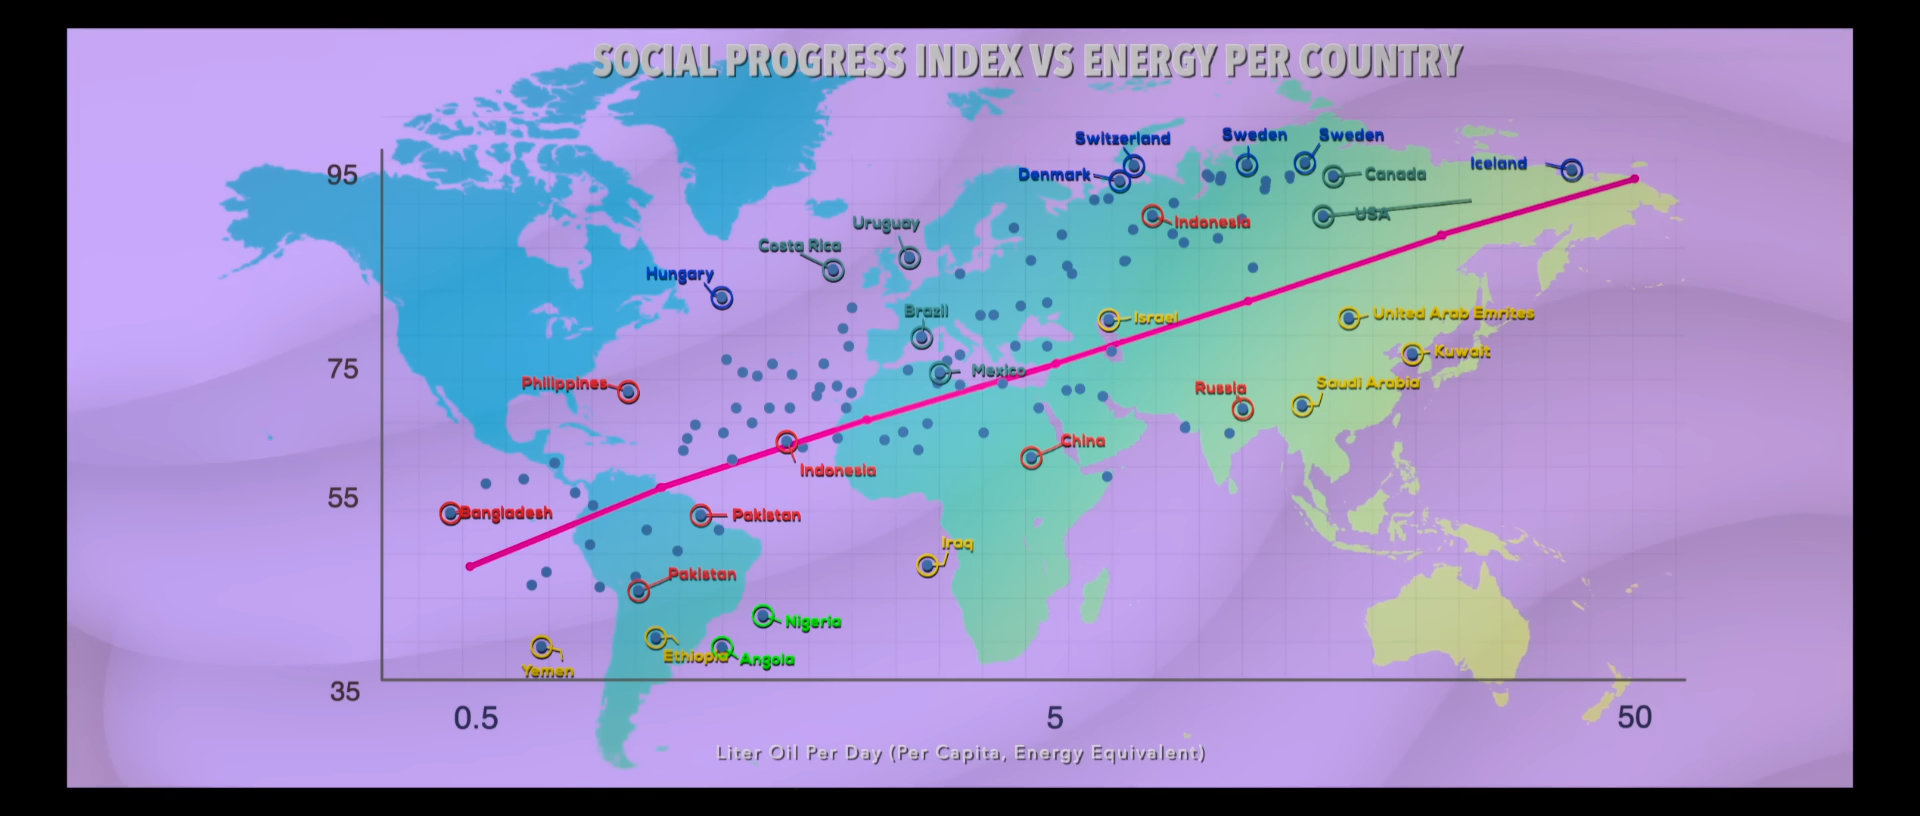 SOCIAL PROGRESS INDEX VS ENERGY PER COUNTRY
Switzerland
Sweden
Sweden
Denmark
Iceland
95
Canada
USA
Indonesia
Uruguay
Costa Rica
Hungary
Brazil
Israel
United Arab Emrites
Kuwait
75
Mexico
Philippines
Russia
Saudi Arabia
China
Indonesia
55
Bangladesh
Pakistan
Iraq
Pakistan
Nigeria
Ethiopia
Angola
Yemen
35
0.5
5
50
Liter Oil Per Day (Per Capita, Energy Equivalent)